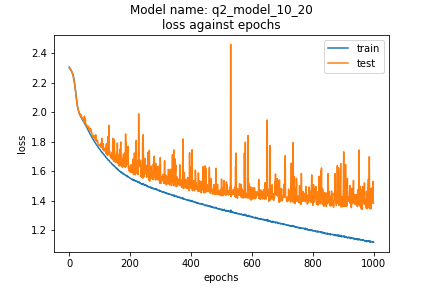 Model name: q2_model_10_20
loss against epochs
train
test
2.4
2.2
2.0
1.8
1.6
1.4
1.2
loss
0
200
400
600
800
1000
epochs